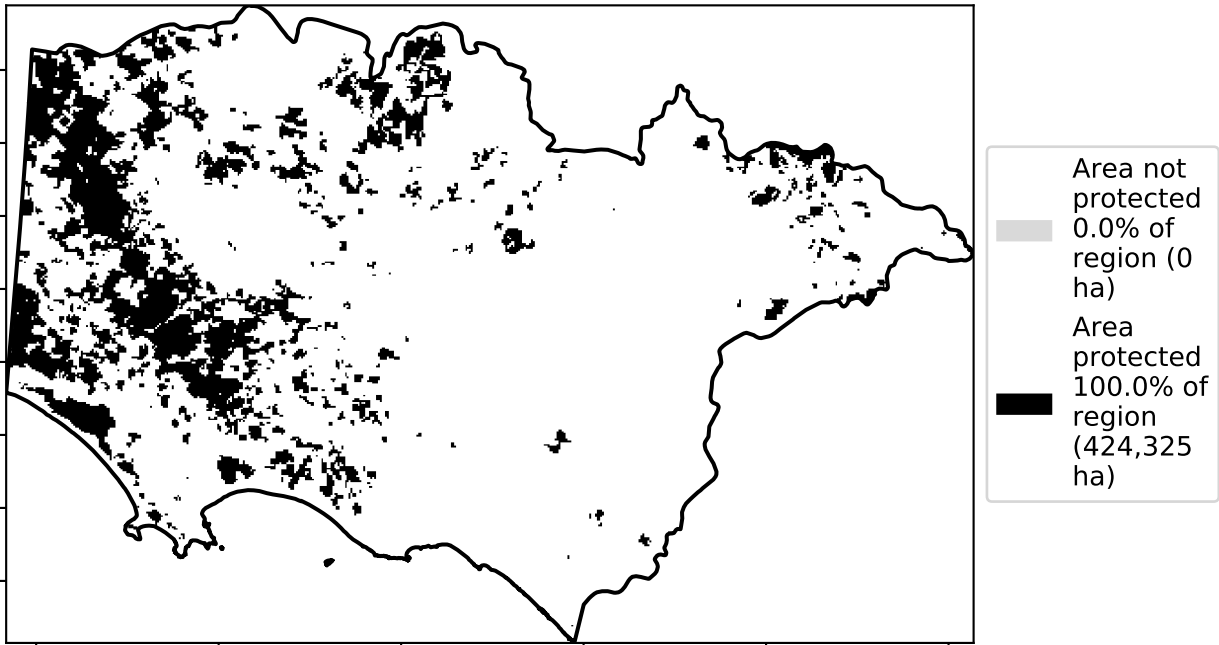 Area not
protected
0.0% of
region (0
ha)
Area
protected
100.0% of
region
(424,325
ha)